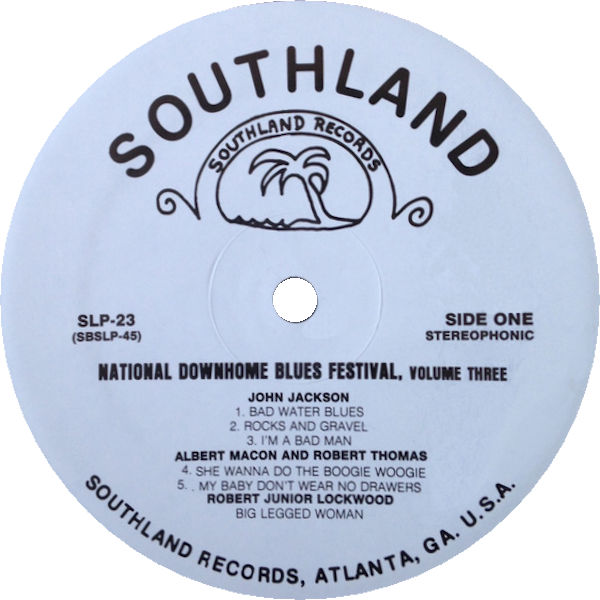 SOUTHLAND
SOUTHLAND RECORDS
SLP-23
(SBSLP-45)
SIDE ONE
STEREOPHONIC
NATIONAL DOWNHOME BLUES FESTIVAL, VOLUME THREE
JOHN JACKSON
1. BAD WATER BLUES
2. ROCKS AND GRAVEL
3. I'M A BAD MAN
ALBERT MACON AND ROBERT THOMAS
4. SHE WANNA DO THE BOOGIE WOOGIE
5. . MY BABY DON'T WEAR NO DRAWERS
ROBERT JUNIOR LOCKWOOD
BIG LEGGED WOMAN
SOUTHLAND RECORDS, ATLANTA, GA. U.S.A.